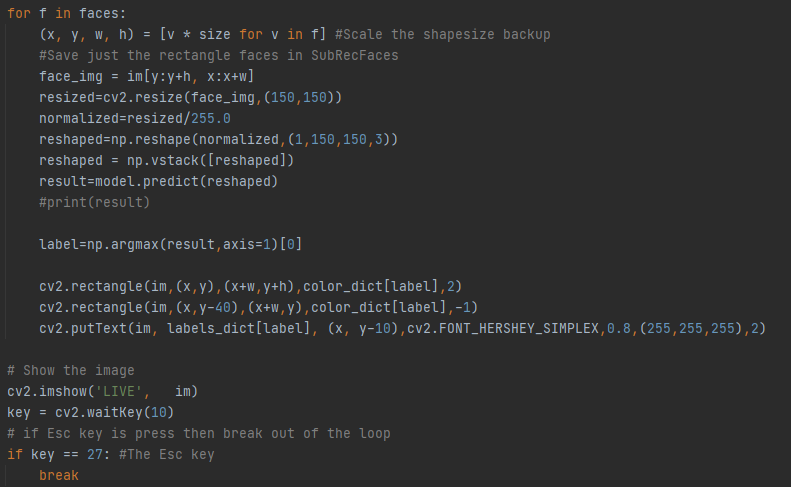 for f in faces:
    (x, y, w, h) = [v * size for v in f] #Scale the shapesize backup
    #Save just the rectangle faces in SubRecFaces
    face_img = im[y:y+h, x:x+w]
    resized=cv2.resize(face_img,(150,150))
    normalized=resized/255.0
    reshaped=np.reshape(normalized,(1,150,150,3))
    reshaped = np.vstack([reshaped])
    result=model.predict(reshaped)
    #print(result)

    label=np.argmax(result,axis=1)[0]

    cv2.rectangle(im,(x,y),(x+w,y+h),color_dict[label],2)
    cv2.rectangle(im,(x,y-40),(x+w,y),color_dict[label],-1)
    cv2.putText(im, labels_dict[label], (x, y-10),cv2.FONT_HERSHEY_SIMPLEX,0.8,(255,255,255),2)

# Show the image
cv2.imshow('LIVE',   im)
key = cv2.waitKey(10)
# if Esc key is press then break out of the loop
if key == 27: #The Esc key
    break